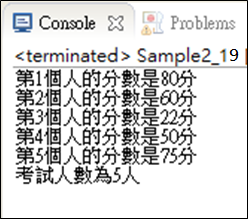 Console Problems
<terminated> Sample2_19
第1個人的分數是80分
第2個人的分數是60分
第3個人的分數是22分
第4個人的分數是50分
第5個人的分數是75分
考試人數為5人